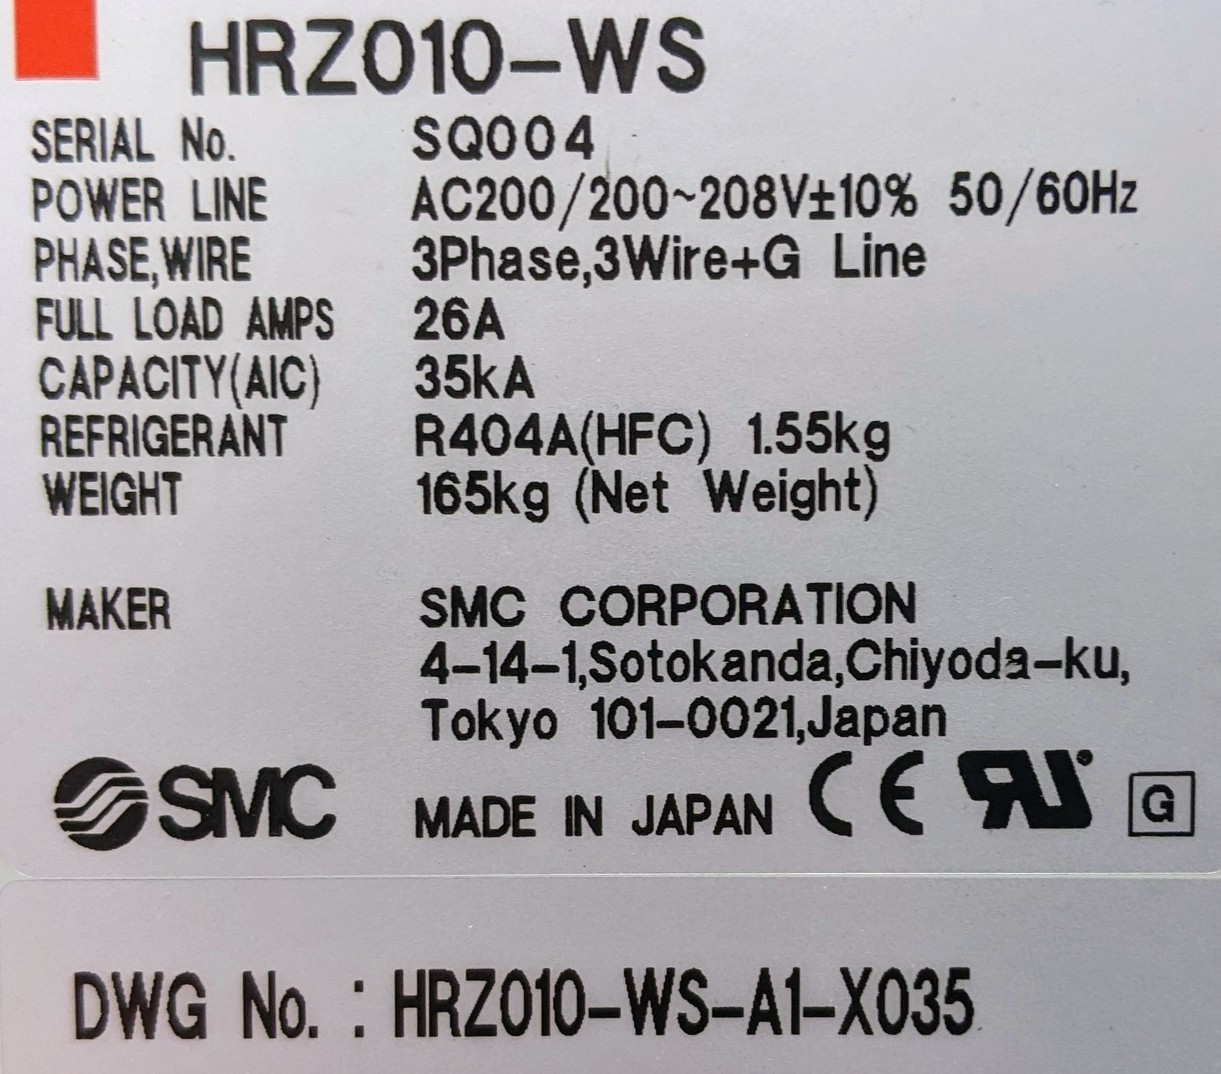 HRZ010-WS
SERIAL No. SQ004
POWER LINE AC200/200~208V±10% 50/60Hz
PHASE,WIRE 3Phase,3Wire+G Line
FULL LOAD AMPS 26A
CAPACITY(AIC) 35kA
REFRIGERANT R404A(HFC) 1.55kg
WEIGHT 165kg (Net Weight)
MAKER SMC CORPORATION
4-14-1,Sotokanda,Chiyoda-ku,
Tokyo 101-0021,Japan
SMC MADE IN JAPAN CE RU G
DWG No. : HRZ010-WS-A1-X035